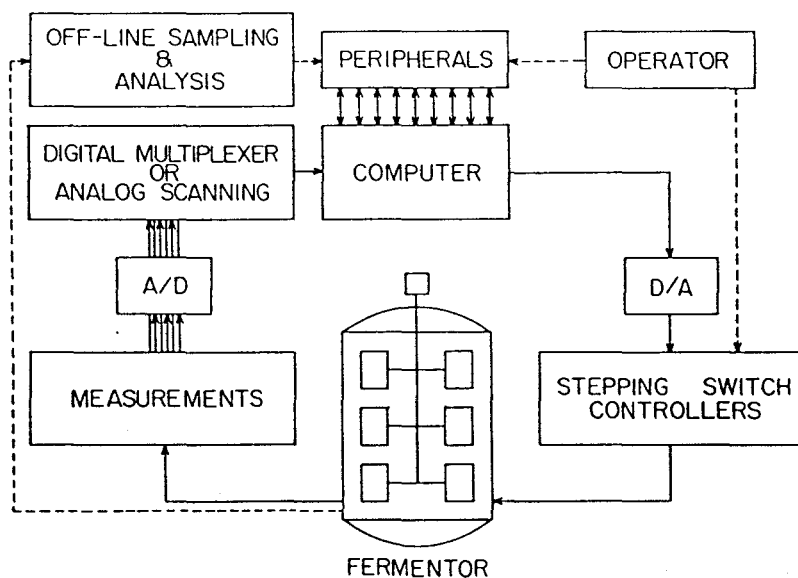 OFF-LINE SAMPLING
&
ANALYSIS
PERIPHERALS
OPERATOR
DIGITAL MULTIPLEXER
OR
ANALOG SCANNING
COMPUTER
A/D
D/A
MEASUREMENTS
STEPPING SWITCH
CONTROLLERS
FERMENTOR